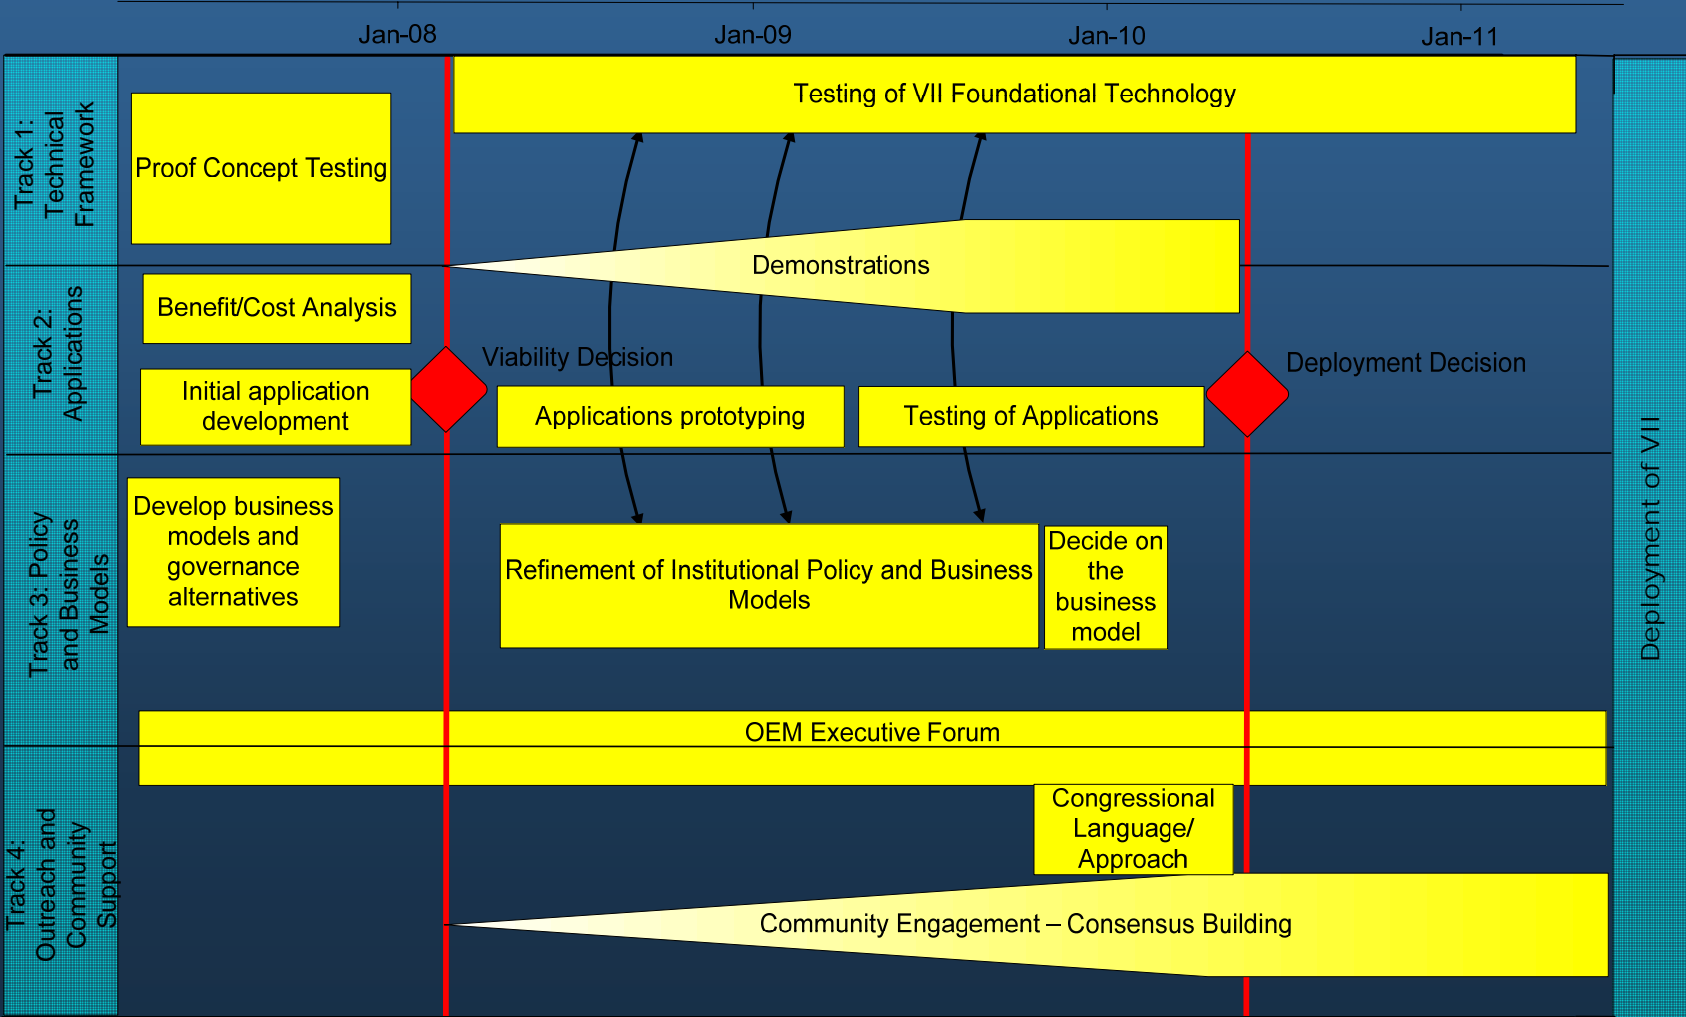 Jan-08
Jan-09
Jan-10
Jan-11
Track 1:
Technical
Framework
Proof Concept Testing
Testing of VII Foundational Technology
Demonstrations
Track 2:
Applications
Benefit/Cost Analysis
Initial application
development
Viability Decision
Applications prototyping
Testing of Applications
Deployment Decision
Track 3: Policy
and Business
Models
Develop business
models and
governance
alternatives
Refinement of Institutional Policy and Business
Models
Decide on
the
business
model
OEM Executive Forum
Track 4:
Outreach and
Community
Support
Congressional
Language/
Approach
Community Engagement – Consensus Building
Deployment of VII